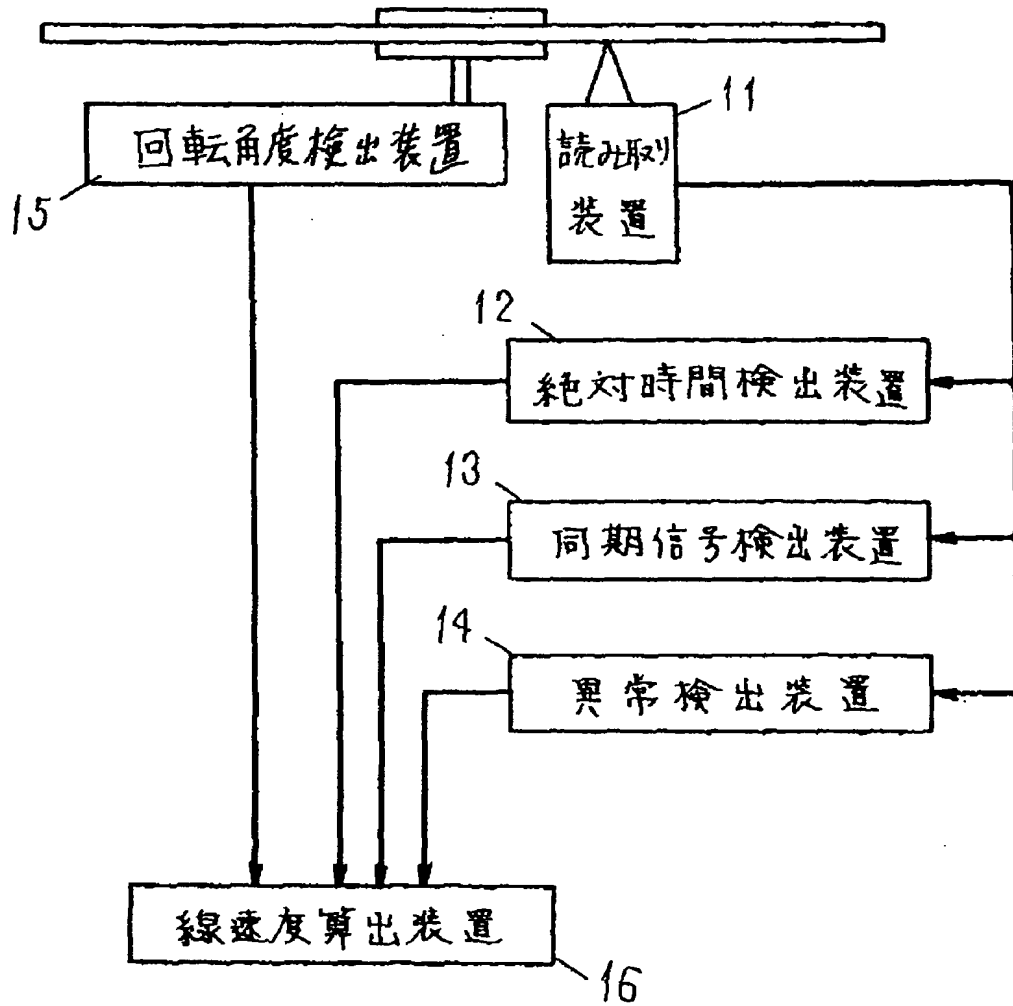 11
回転角度検出装置
読み取り
装置
15
12
絶対時間検出装置
13
同期信号検出装置
14
異常検出装置
線速度算出装置
16